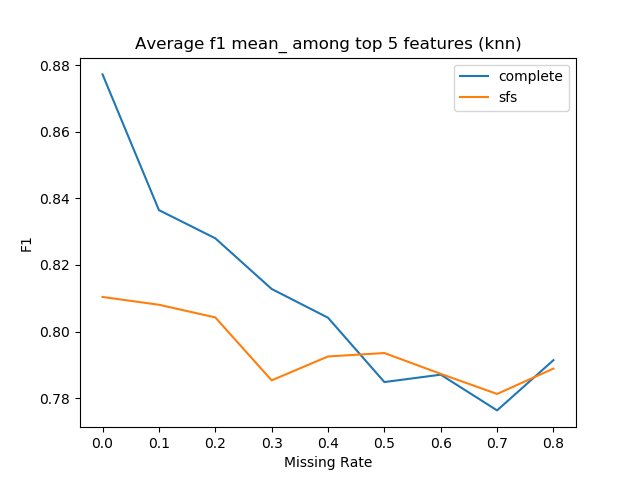 Average f1 mean_ among top 5 features (knn)
complete
sfs
0.88
0.86
0.84
0.82
0.80
0.78
F1
0.0 0.1 0.2 0.3 0.4 0.5 0.6 0.7 0.8
Missing Rate